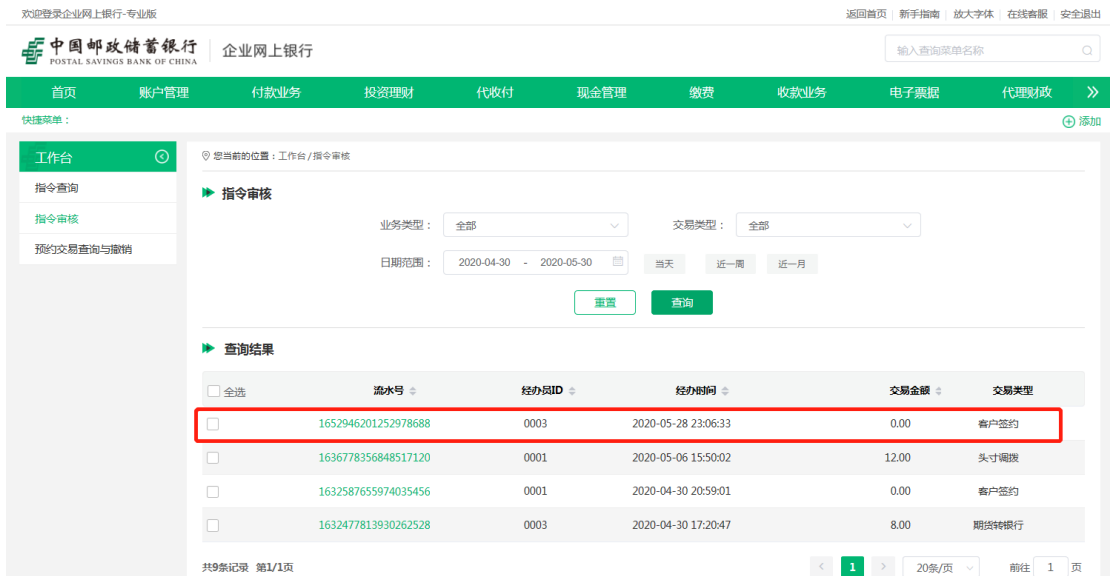 欢迎登录企业网上银行-专业版 返回首页 新手指南 放大字体 在线客服 安全退出
中国邮政储蓄银行 企业网上银行 输入查询菜单名称
POSTAL SAVINGS BANK OF CHINA
首页 账户管理 付款业务 投资理财 代收付 现金管理 缴费 收款业务 电子票据 代理财政
快捷菜单： 添加
工作台 您当前的位置：工作台/指令审核
指令查询
指令审核
指令审核
业务类型： 全部 交易类型： 全部
预约交易查询与撤销
日期范围： 2020-04-30 - 2020-05-30 当天 近一周 近一月
重置 查询
查询结果
全选 流水号 经办员ID 经办时间 交易金额 交易类型
1652946201252978688 0003 2020-05-28 23:06:33 0.00 客户签约
1636778356848517120 0001 2020-05-06 15:50:02 12.00 头寸调拨
1632587655974035456 0001 2020-04-30 20:59:01 0.00 客户签约
1632477813930262528 0003 2020-04-30 17:20:47 8.00 期货转银行
共9条记录 第1/1页 1 20条/页 前往 1 页